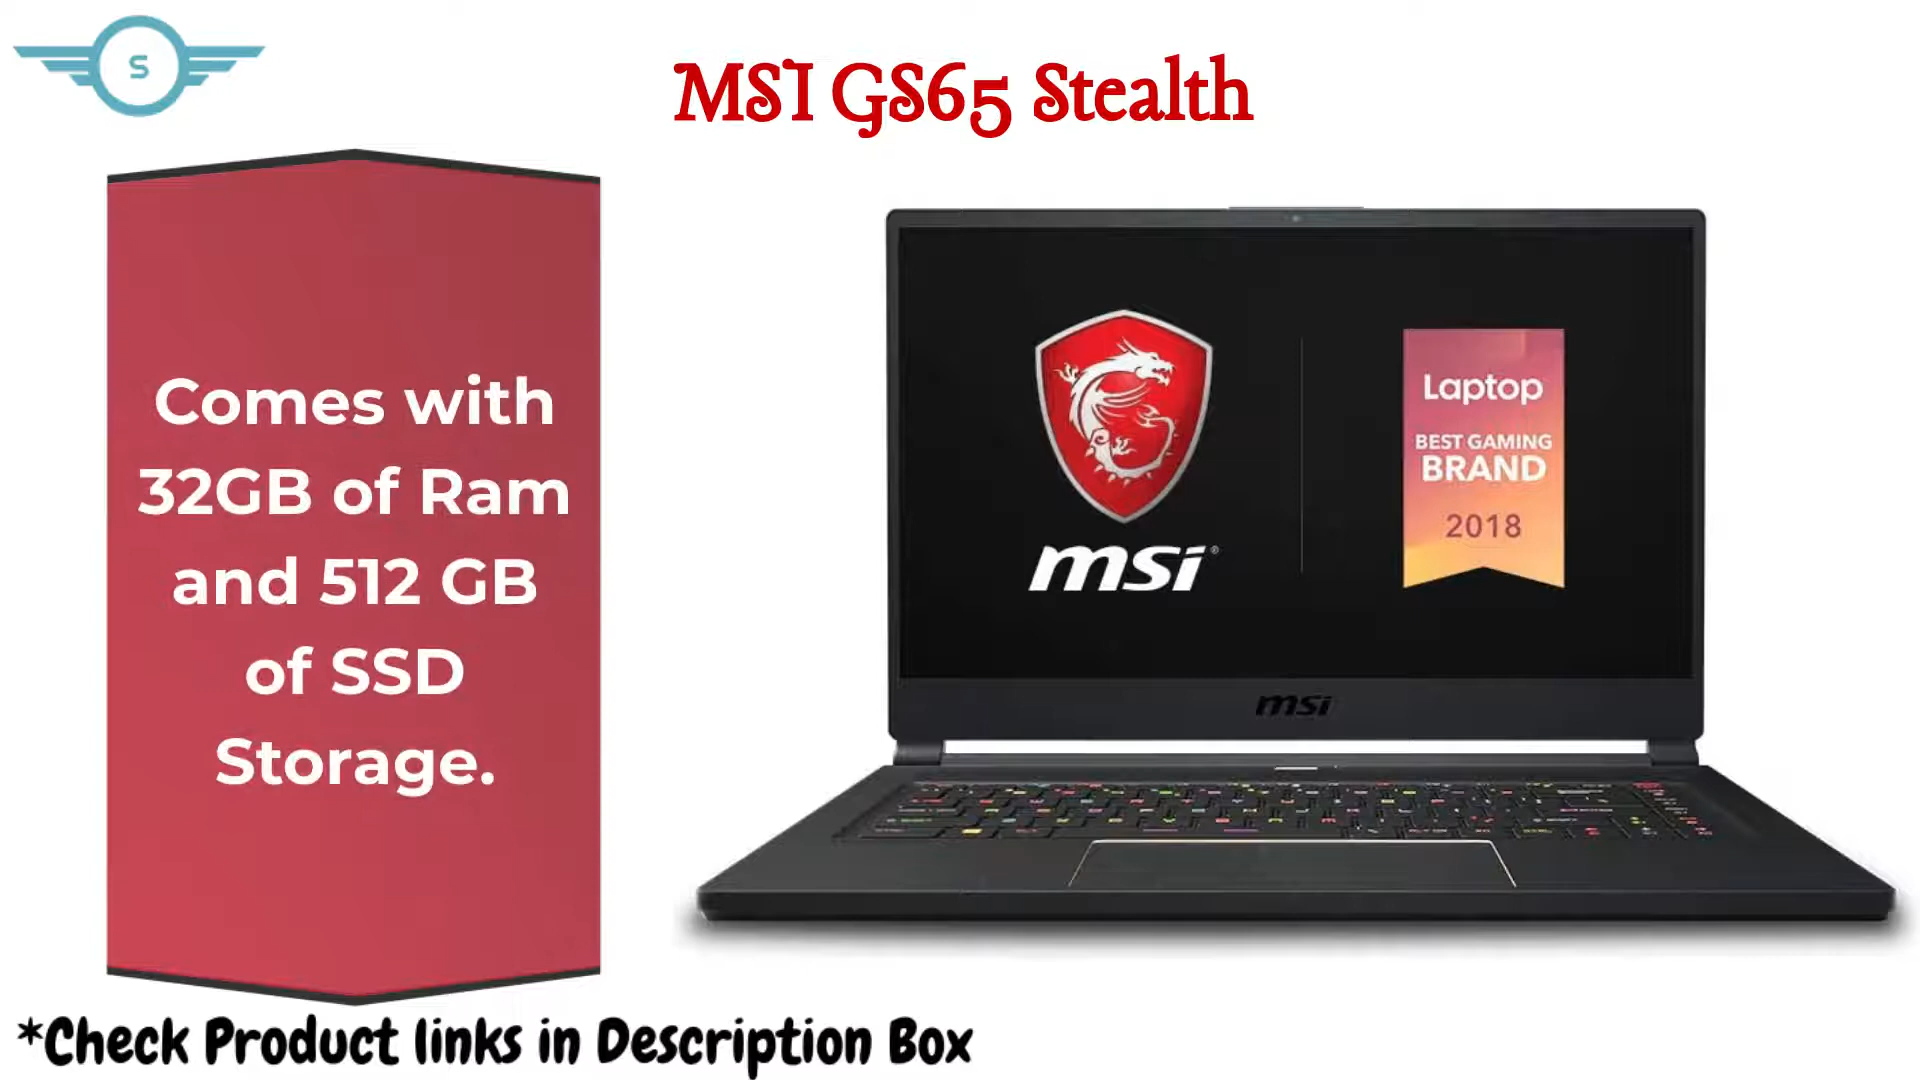 S
MSI GS65 Stealth
Comes with
32GB of Ram
and 512 GB
of SSD
Storage.
msi®
Laptop
BEST GAMING
BRAND
2018
msi
*Check Product links in Description Box